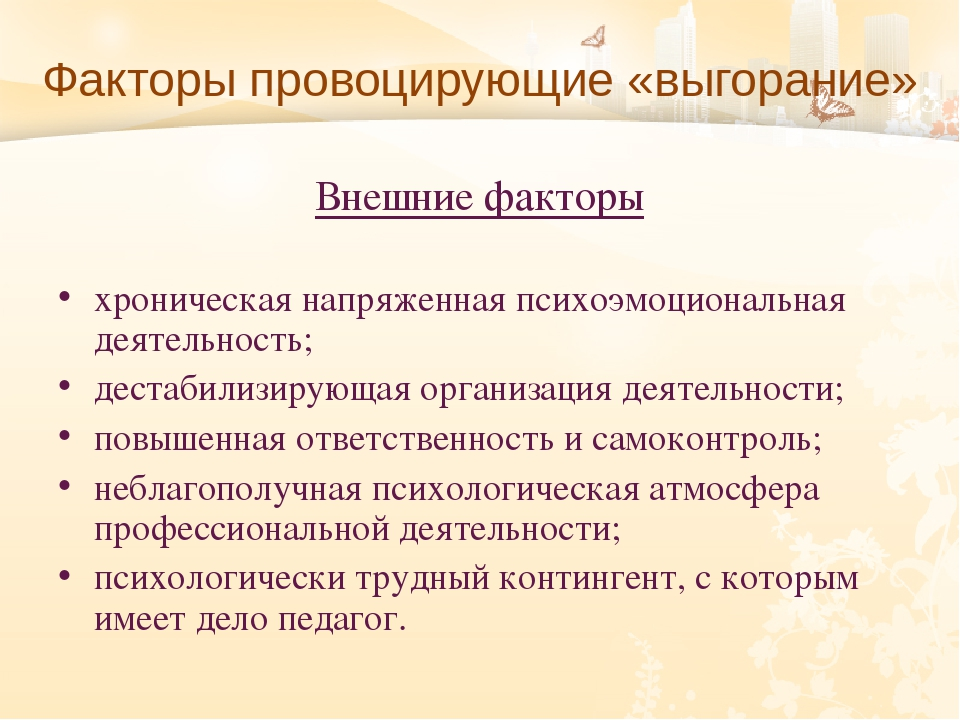 Факторы провоцирующие «выгорание»
Внешние факторы
• хроническая напряженная психоэмоциональная
деятельность;
• дестабилизирующая организация деятельности;
• повышенная ответственность и самоконтроль;
• неблагополучная психологическая атмосфера
профессиональной деятельности;
• психологически трудный контингент, с которым
имеет дело педагог.